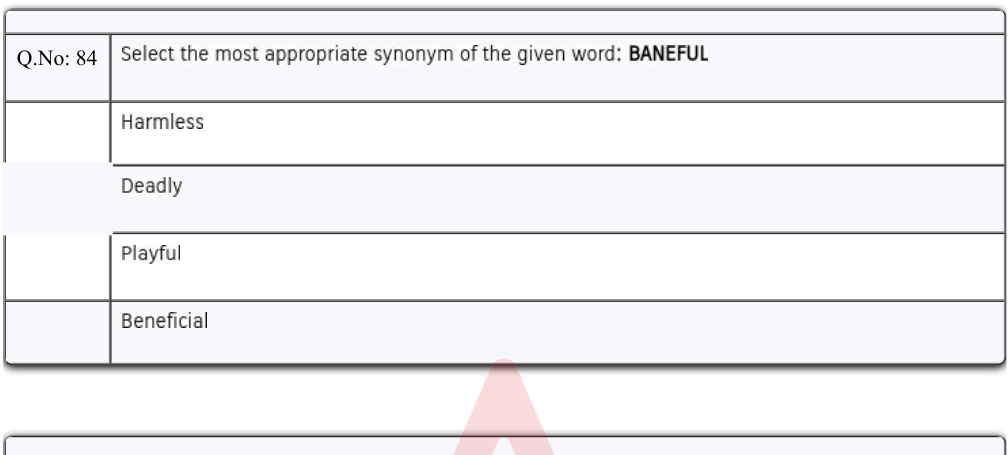 Q.No: 84 Select the most appropriate synonym of the given word: BANEFUL
Harmless
Deadly
Playful
Beneficial